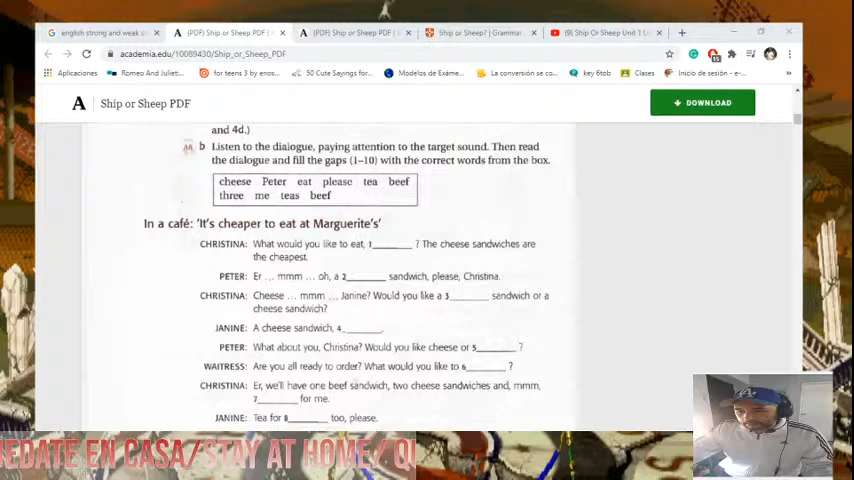 english strong and weak s
(PDF) Ship or Sheep PDF |
(PDF) Ship or Sheep PDF |
Ship or Sheep? | Grammar
(9) Ship Or Sheep Unit 1 L
academia.edu/10089430/Ship_or_Sheep_PDF
Aplicaciones
Romeo And Juliet:
for teens 3 by enos...
50 Cute Sayings for...
Modelos de Exáme...
La conversión se co...
key 6tob
Clases
Inicio de sesión - e-...
A Ship or Sheep PDF
DOWNLOAD
and 4d.)
A6 b Listen to the dialogue, paying attention to the target sound. Then read
the dialogue and fill the gaps (1–10) with the correct words from the box.
cheese Peter eat please tea beef
three me teas beef
In a café: 'It's cheaper to eat at Marguerite's'
CHRISTINA: What would you like to eat, 1________ ? The cheese sandwiches are
the cheapest.
PETER: Er ... mmm ... oh, a 2________ sandwich, please, Christina.
CHRISTINA: Cheese ... mmm ... Janine? Would you like a 3________ sandwich or a
cheese sandwich?
JANINE: A cheese sandwich, 4________.
PETER: What about you, Christina? Would you like cheese or 5________ ?
WAITRESS: Are you all ready to order? What would you like to 6________ ?
CHRISTINA: Er, we'll have one beef sandwich, two cheese sandwiches and, mmm,
7________ for me.
JANINE: Tea for 8________ too, please.
EDATE EN CASA/STAY AT HOME/ QU